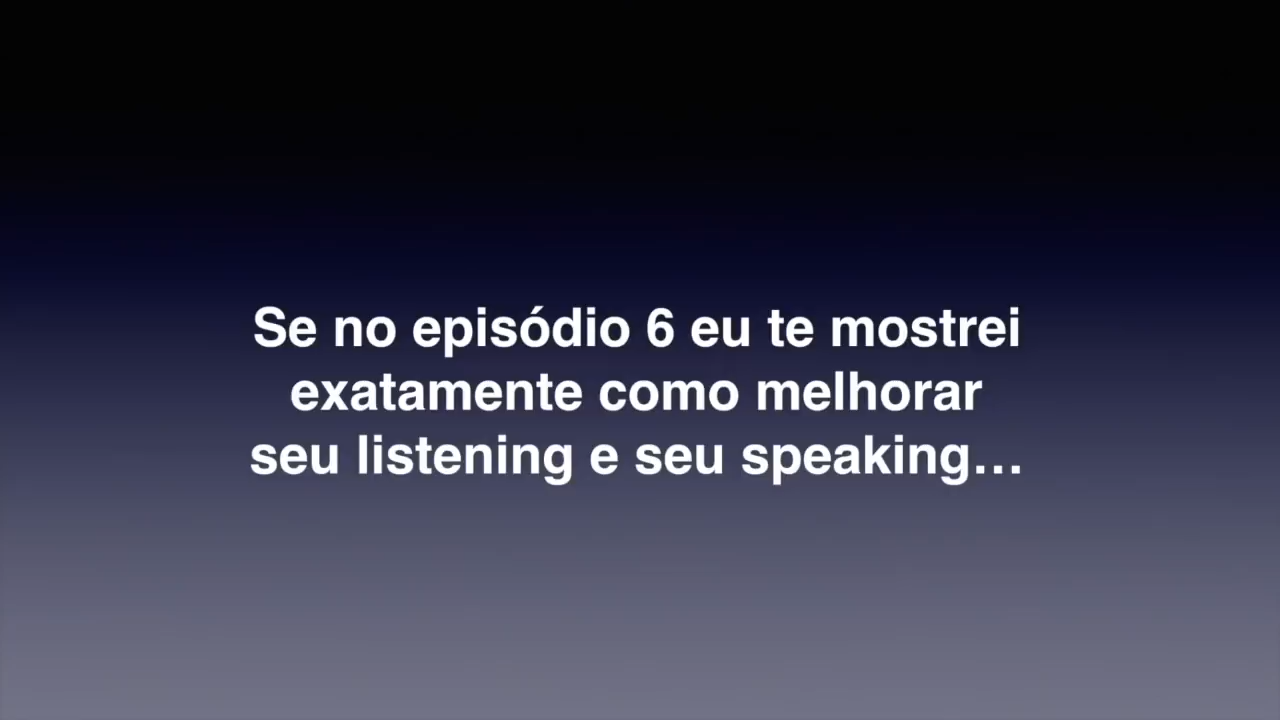 Se no episódio 6 eu te mostrei
exatamente como melhorar
seu listening e seu speaking…